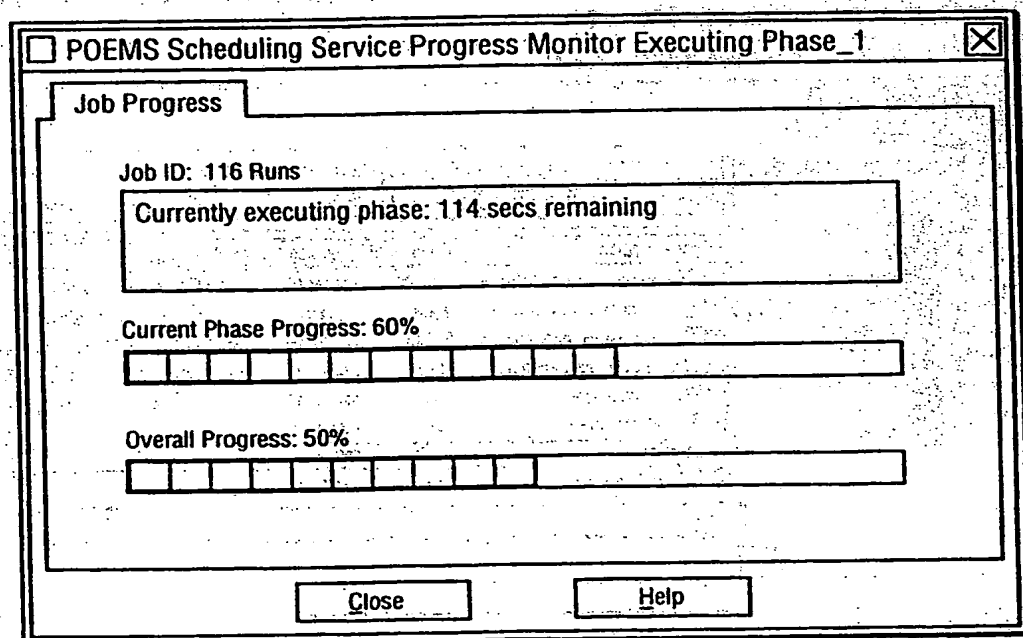 POEMS Scheduling Service Progress Monitor Executing Phase_1
Job Progress
Job ID: 116 Runs
Currently executing phase: 114 secs remaining
Current Phase Progress: 60%
Overall Progress: 50%
Close
Help